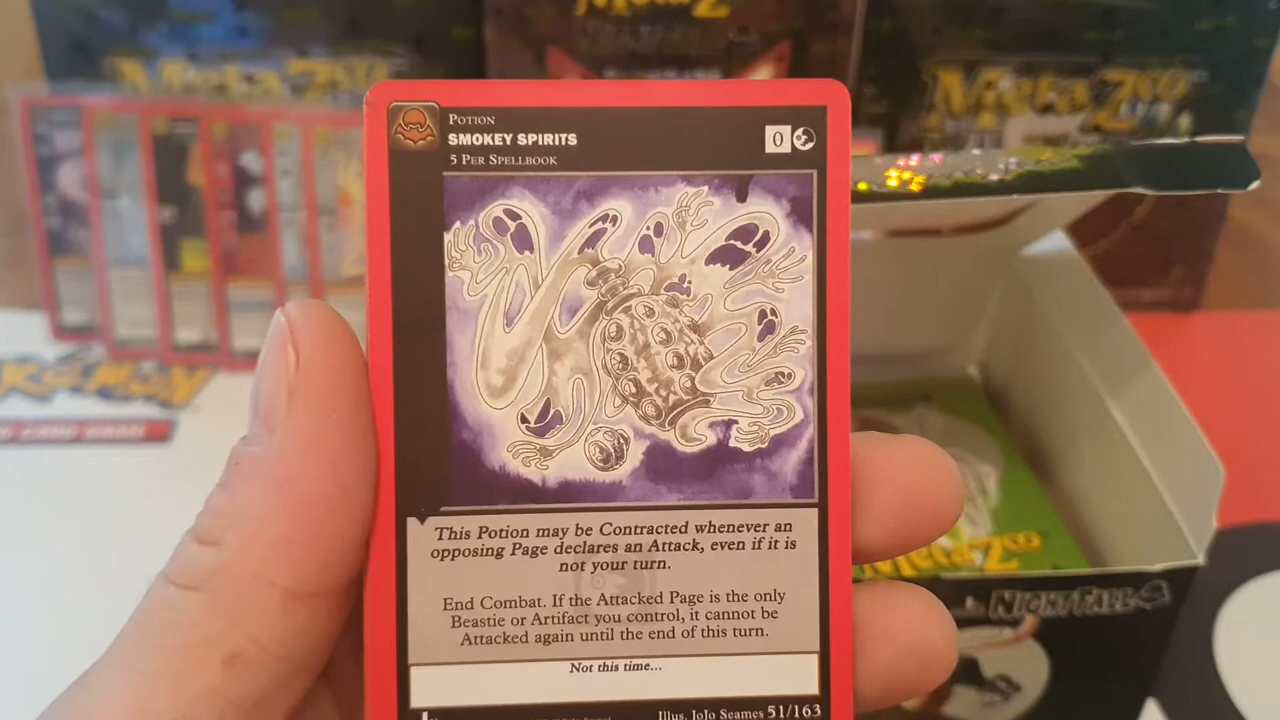 MetaZoo
MetaZoo
MetaZoo
POTION
SMOKEY SPIRITS
5 PER SPELLBOOK
0
This Potion may be Contracted whenever an
opposing Page declares an Attack, even if it is
not your turn.
End Combat. If the Attacked Page is the only
Beastie or Artifact you control, it cannot be
Attacked again until the end of this turn.
Not this time...
Illus. JoJo Seames 51/163
POKéMON
MetaZoo
NIGHTFALL